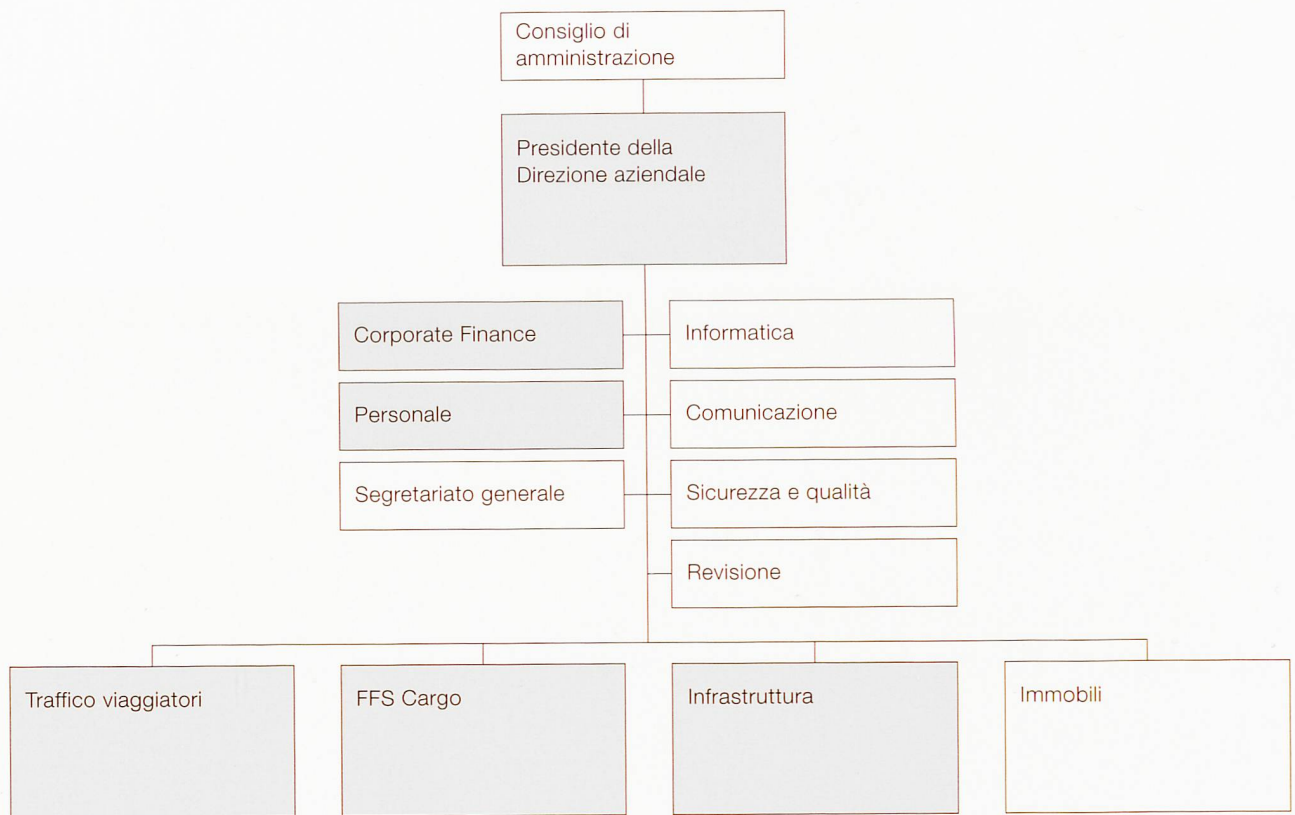 Consiglio di
amministrazione
Presidente della
Direzione aziendale
Corporate Finance
Informatica
Personale
Comunicazione
Segretariato generale
Sicurezza e qualità
Revisione
Traffico viaggiatori
FFS Cargo
Infrastruttura
Immobili